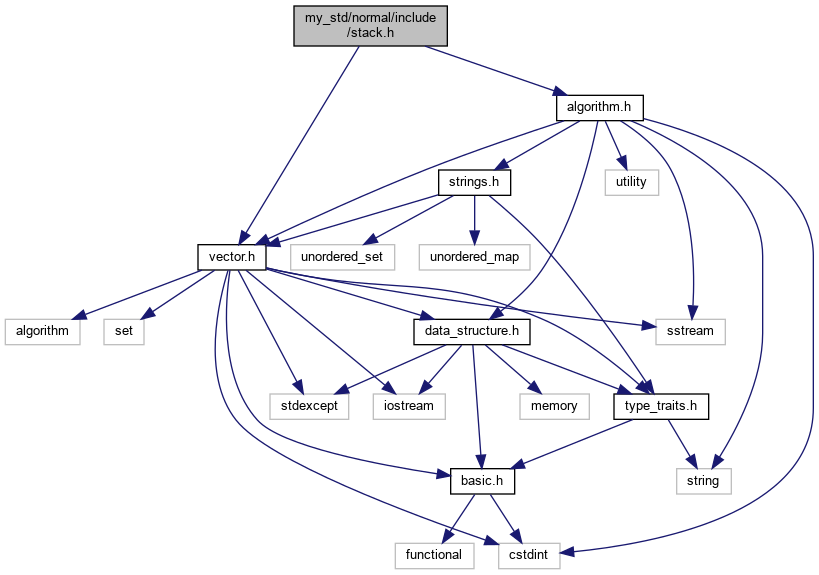 my_std/normal/include
/stack.h
algorithm.h
strings.h
utility
vector.h
unordered_set
unordered_map
algorithm
set
data_structure.h
sstream
stdexcept
iostream
memory
type_traits.h
basic.h
string
functional
cstdint